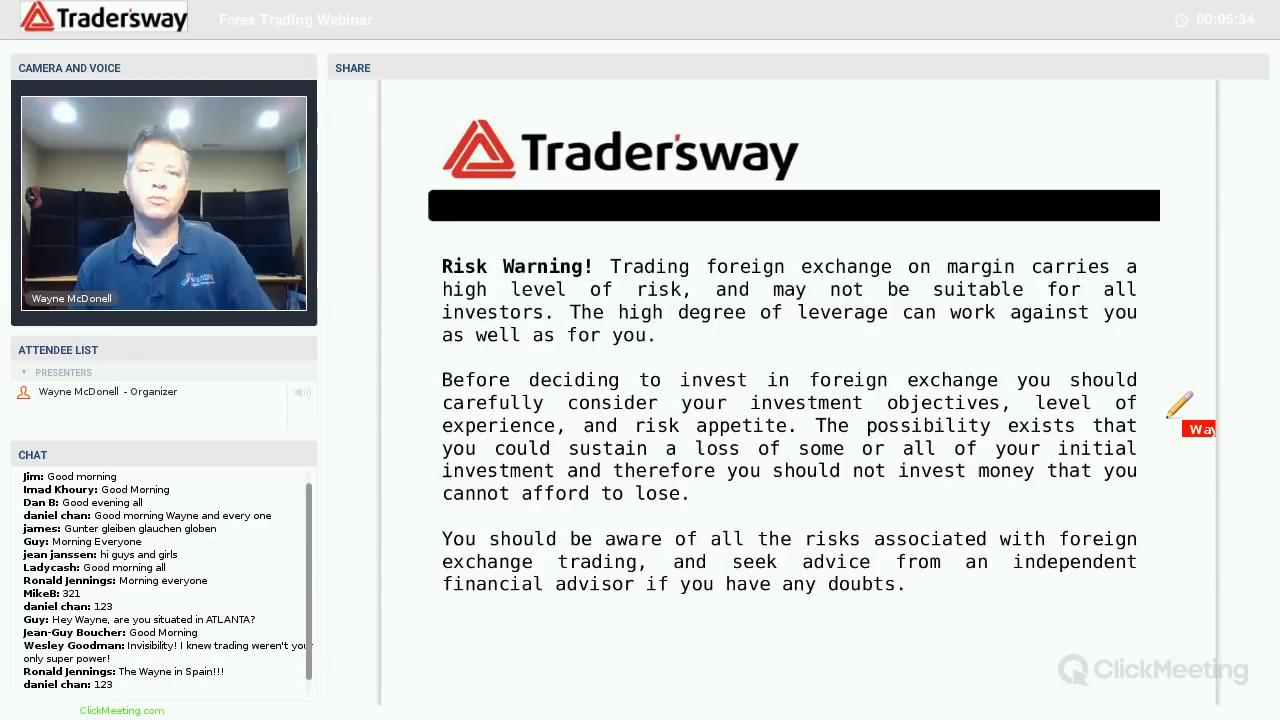 Trader'sway
Forex Trading Webinar
00:05:34
CAMERA AND VOICE
Wayne McDonell
ATTENDEE LIST
PRESENTERS
Wayne McDonell - Organizer
CHAT
Jim: Good morning
Imad Khoury: Good Morning
Dan B: Good evening all
daniel chan: Good morning Wayne and every one
james: Gunter gleiben glauchen globen
Guy: Morning Everyone
jean janssen: hi guys and girls
Ladycash: Good morning all
Ronald Jennings: Morning everyone
MikeB: 321
daniel chan: 123
Guy: Hey Wayne, are you situated in ATLANTA?
Jean-Guy Boucher: Good Morning
Wesley Goodman: Invisibility! I knew trading weren't your
only super power!
Ronald Jennings: The Wayne in Spain!!!
daniel chan: 123
ClickMeeting.com
SHARE
Trader'sway
Risk Warning! Trading foreign exchange on margin carries a
high level of risk, and may not be suitable for all
investors. The high degree of leverage can work against you
as well as for you.
Before deciding to invest in foreign exchange you should
carefully consider your investment objectives, level of
experience, and risk appetite. The possibility exists that
you could sustain a loss of some or all of your initial
investment and therefore you should not invest money that you
cannot afford to lose.
You should be aware of all the risks associated with foreign
exchange trading, and seek advice from an independent
financial advisor if you have any doubts.
Way
ClickMeeting